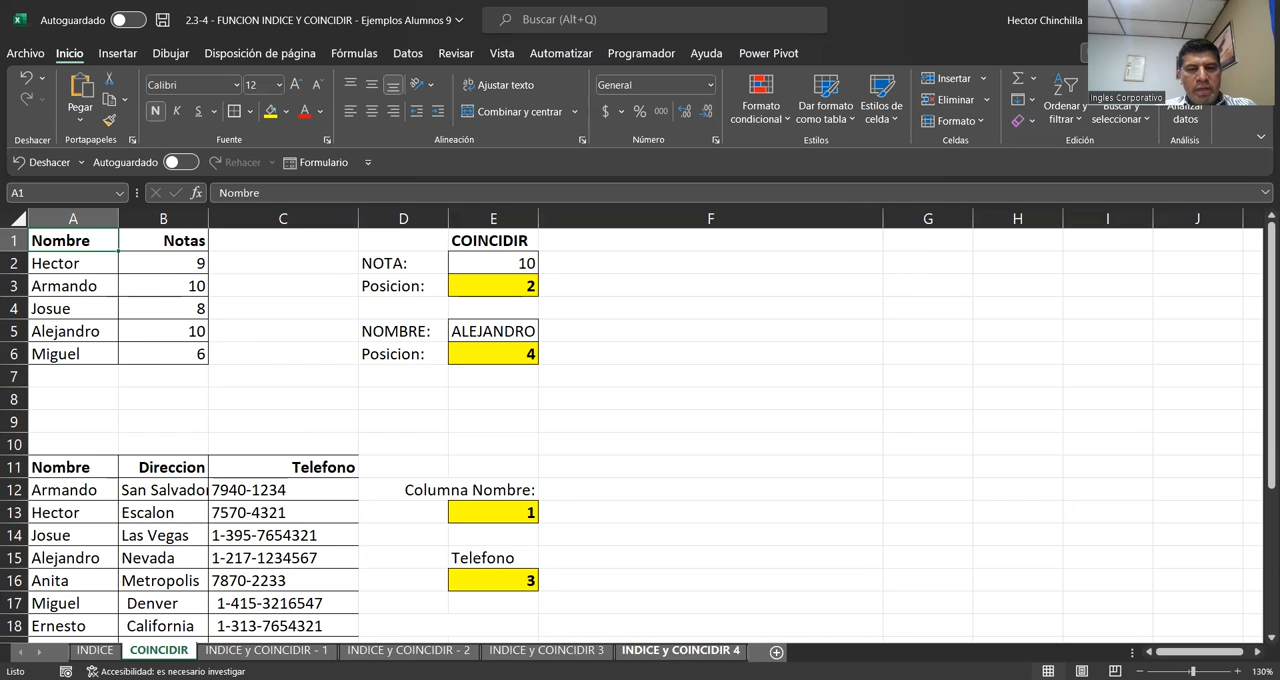 Autoguardado
2.3-4 - FUNCION INDICE Y COINCIDIR - Ejemplos Alumnos 9
Buscar (Alt+Q)
Hector Chinchilla
Archivo Inicio Insertar Dibujar Disposición de página Fórmulas Datos Revisar Vista Automatizar Programador Ayuda Power Pivot
Pegar
Calibri 12
N K S
Ajustar texto
Combinar y centrar
General
$ % 000
Formato condicional
Dar formato como tabla
Estilos de celda
Insertar
Eliminar
Formato
Ordenar y filtrar
Buscar y seleccionar
Analizar datos
Ingles Corporativo
Deshacer Portapapeles Fuente Alineación Número Estilos Celdas Edición Análisis
Deshacer Autoguardado Rehacer Formulario
A1 fx Nombre
A B C D E F G H I J
1 Nombre Notas COINCIDIR
2 Hector 9 NOTA: 10
3 Armando 10 Posicion: 2
4 Josue 8
5 Alejandro 10 NOMBRE: ALEJANDRO
6 Miguel 6 Posicion: 4
7
8
9
10
11 Nombre Direccion Telefono
12 Armando San Salvador 7940-1234 Columna Nombre:
13 Hector Escalon 7570-4321 1
14 Josue Las Vegas 1-395-7654321
15 Alejandro Nevada 1-217-1234567 Telefono
16 Anita Metropolis 7870-2233 3
17 Miguel Denver 1-415-3216547
18 Ernesto California 1-313-7654321
INDICE COINCIDIR INDICE y COINCIDIR - 1 INDICE y COINCIDIR - 2 INDICE y COINCIDIR 3 INDICE y COINCIDIR 4
Listo Accesibilidad: es necesario investigar 130%